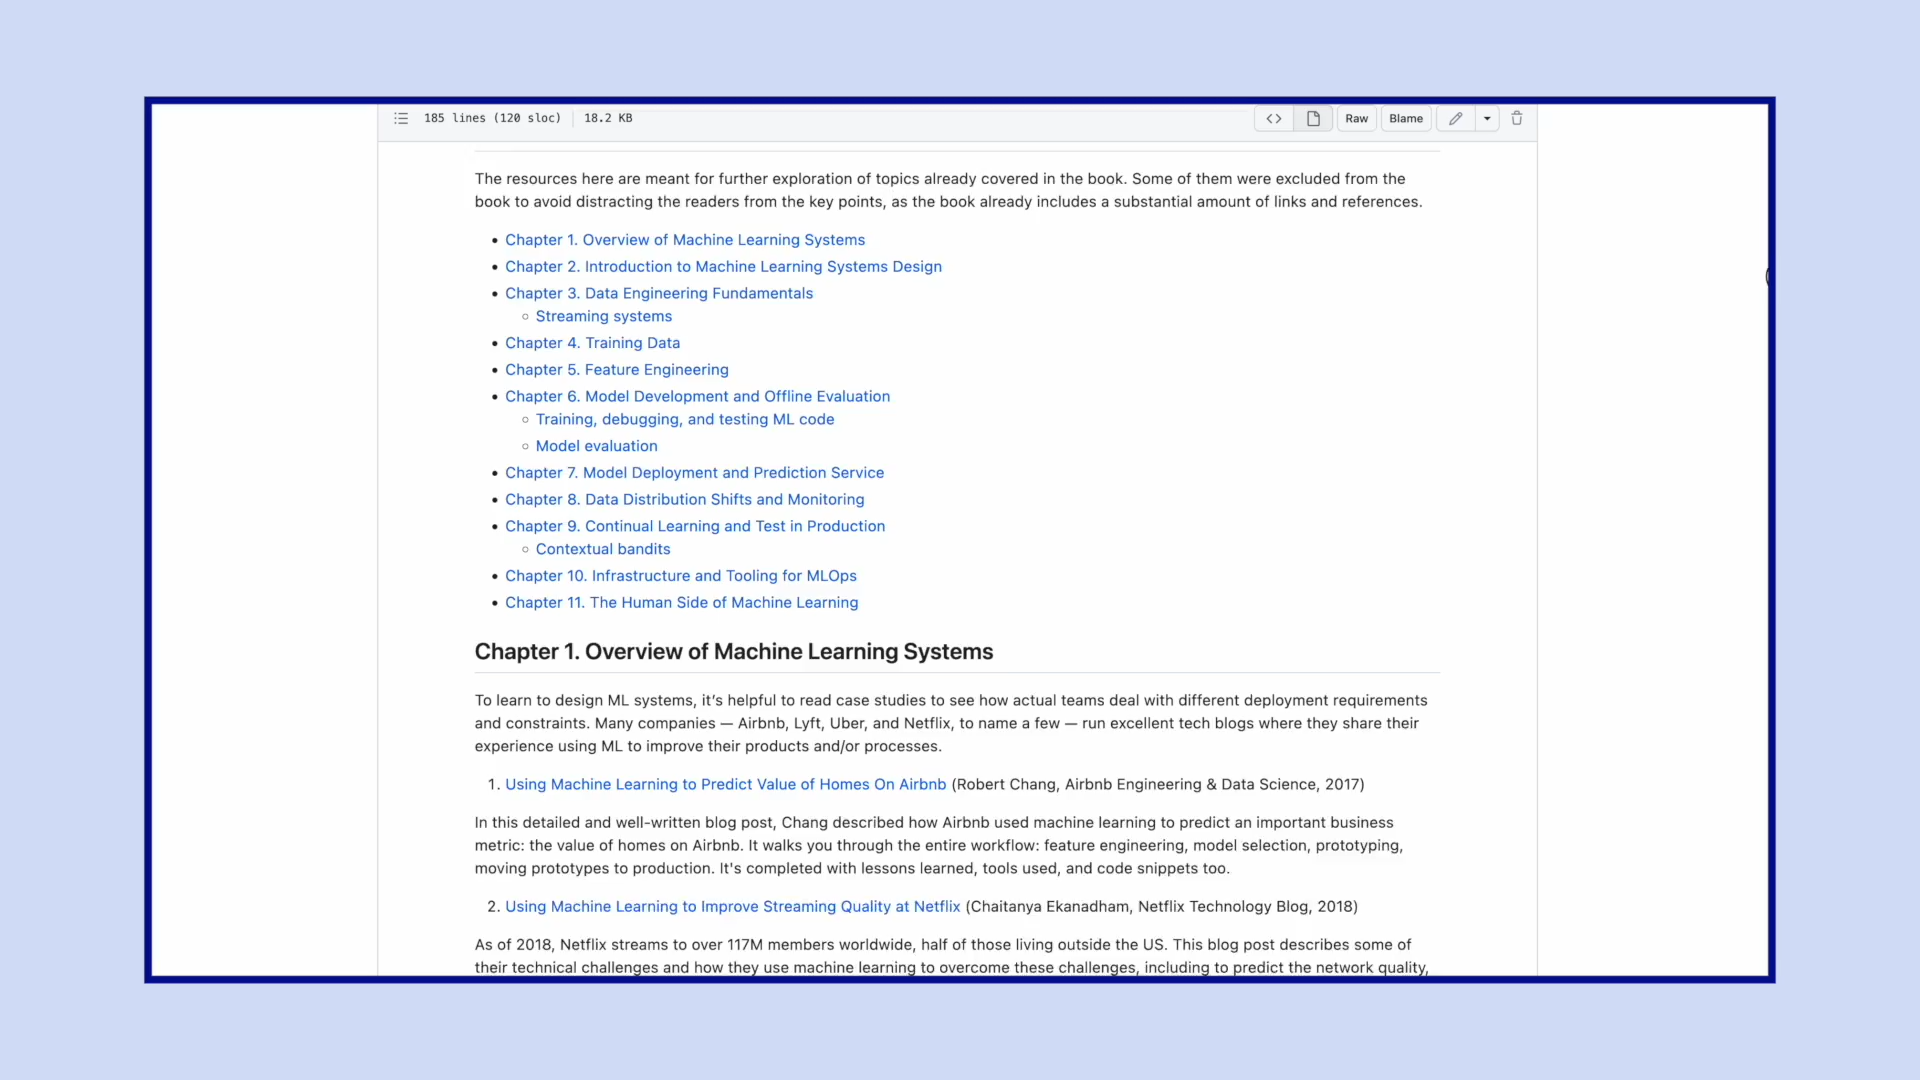 185 lines (120 sloc) 18.2 KB Raw Blame
The resources here are meant for further exploration of topics already covered in the book. Some of them were excluded from the
book to avoid distracting the readers from the key points, as the book already includes a substantial amount of links and references.
Chapter 1. Overview of Machine Learning Systems
Chapter 2. Introduction to Machine Learning Systems Design
Chapter 3. Data Engineering Fundamentals
Streaming systems
Chapter 4. Training Data
Chapter 5. Feature Engineering
Chapter 6. Model Development and Offline Evaluation
Training, debugging, and testing ML code
Model evaluation
Chapter 7. Model Deployment and Prediction Service
Chapter 8. Data Distribution Shifts and Monitoring
Chapter 9. Continual Learning and Test in Production
Contextual bandits
Chapter 10. Infrastructure and Tooling for MLOps
Chapter 11. The Human Side of Machine Learning
Chapter 1. Overview of Machine Learning Systems
To learn to design ML systems, it’s helpful to read case studies to see how actual teams deal with different deployment requirements
and constraints. Many companies — Airbnb, Lyft, Uber, and Netflix, to name a few — run excellent tech blogs where they share their
experience using ML to improve their products and/or processes.
1. Using Machine Learning to Predict Value of Homes On Airbnb (Robert Chang, Airbnb Engineering & Data Science, 2017)
In this detailed and well-written blog post, Chang described how Airbnb used machine learning to predict an important business
metric: the value of homes on Airbnb. It walks you through the entire workflow: feature engineering, model selection, prototyping,
moving prototypes to production. It's completed with lessons learned, tools used, and code snippets too.
2. Using Machine Learning to Improve Streaming Quality at Netflix (Chaitanya Ekanadham, Netflix Technology Blog, 2018)
As of 2018, Netflix streams to over 117M members worldwide, half of those living outside the US. This blog post describes some of
their technical challenges and how they use machine learning to overcome these challenges, including to predict the network quality,